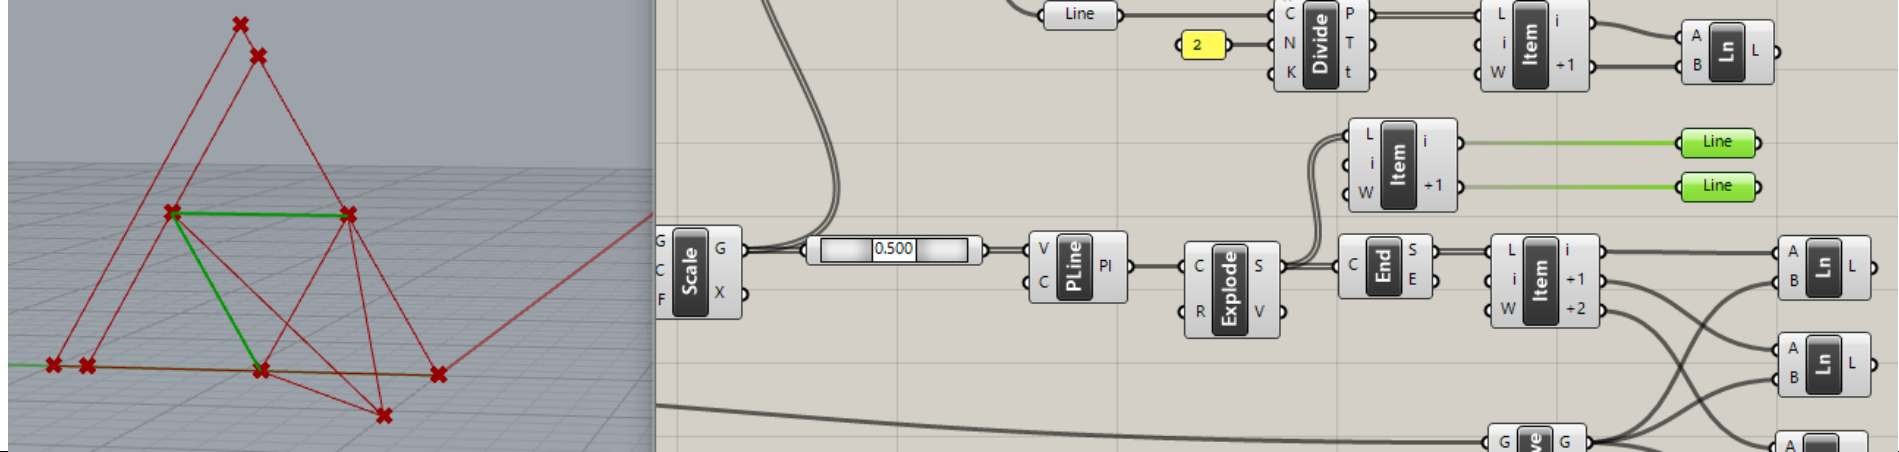 Line
C
N
K
Divide
P
T
t
2
L
i
W
Item
i
+1
A
B
Ln
L
L
i
W
Item
i
+1
Line
Line
G
C
F
Scale
G
X
0.500
V
C
PLine
Pl
C
R
Explode
S
V
C
End
S
E
L
i
W
Item
i
+1
+2
A
B
Ln
L
A
B
Ln
L
G
ve
G
A